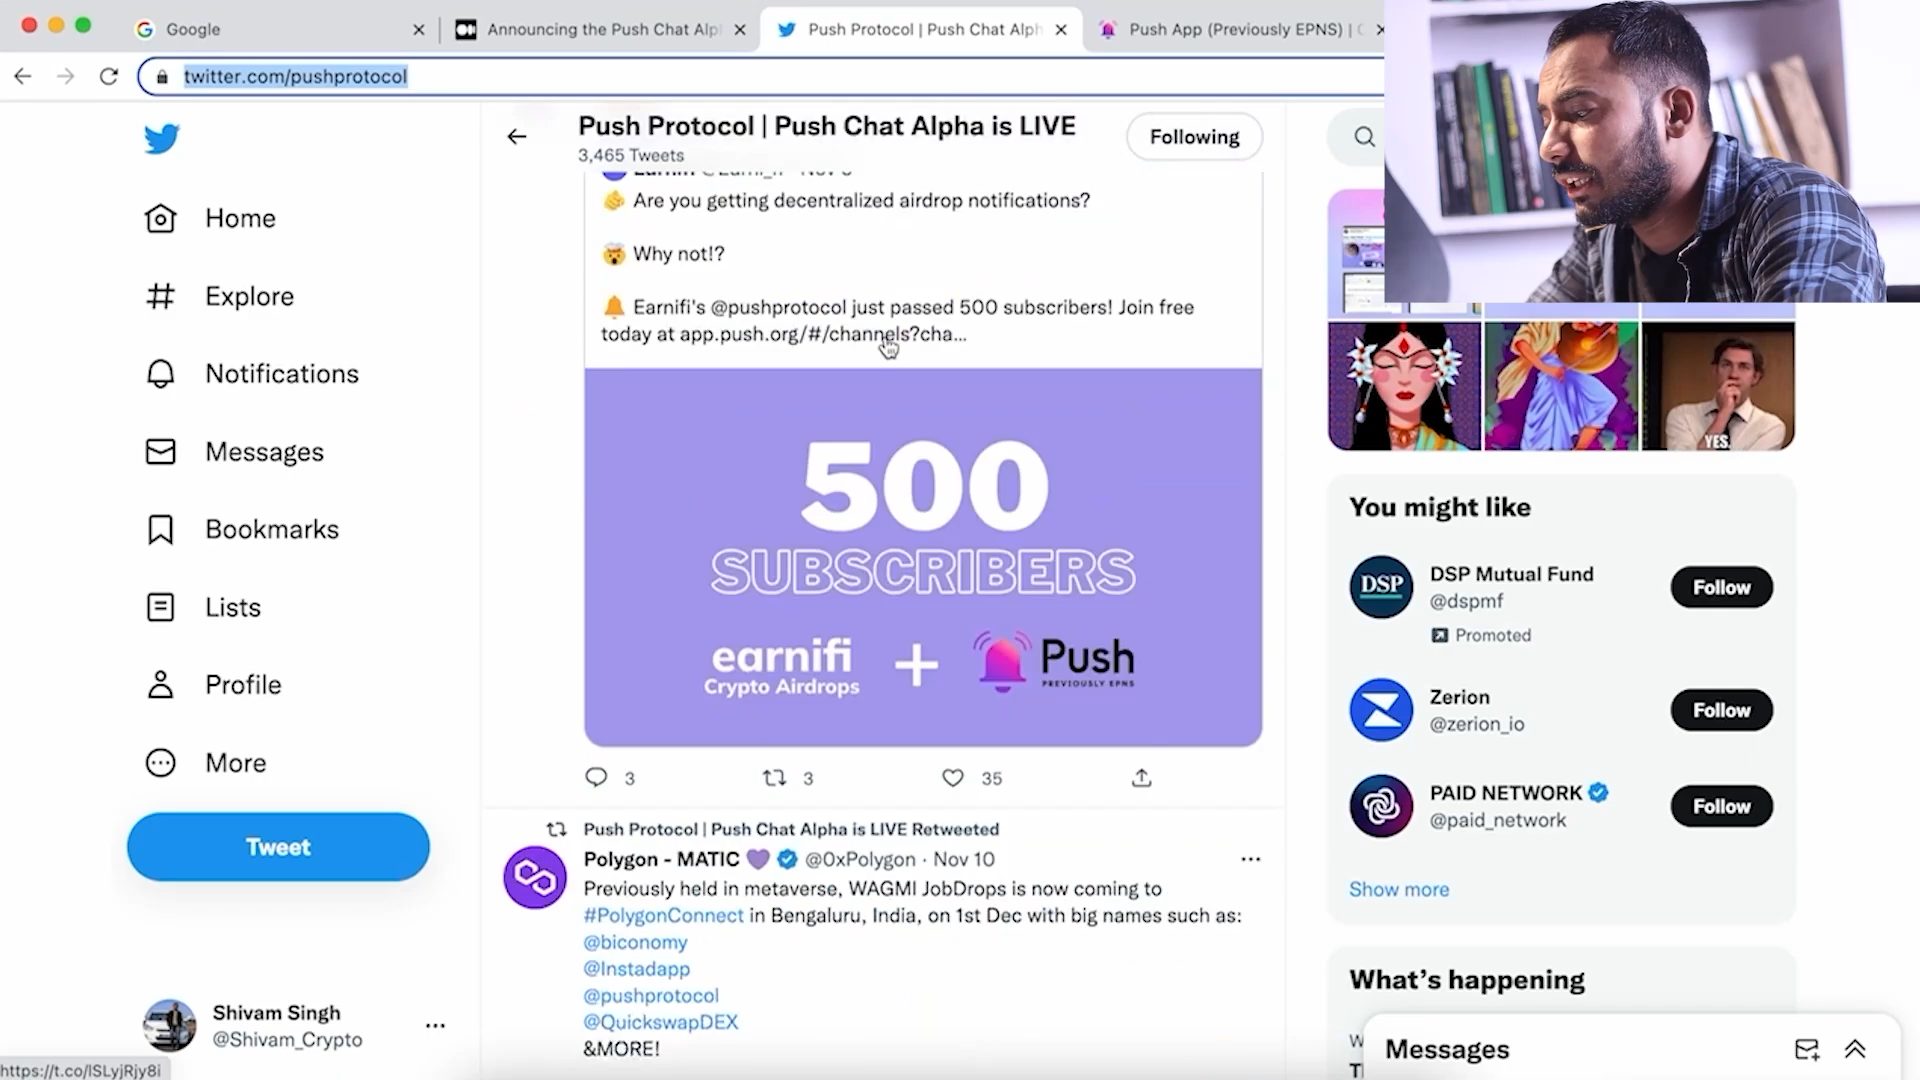 Google
Announcing the Push Chat Alp
Push Protocol | Push Chat Alph
Push App (Previously EPNS) |
twitter.com/pushprotocol
Push Protocol | Push Chat Alpha is LIVE
3,465 Tweets
Following
Home
Explore
Notifications
Messages
Bookmarks
Lists
Profile
More
Tweet
Shivam Singh
@Shivam_Crypto
https://t.co/lSLyjRjy8i
Are you getting decentralized airdrop notifications?
Why not!?
Earnifi's @pushprotocol just passed 500 subscribers! Join free
today at app.push.org/#/channels?cha...
500
SUBSCRIBERS
earnifi
Crypto Airdrops
+
Push
PREVIOUSLY EPNS
3
3
35
Push Protocol | Push Chat Alpha is LIVE Retweeted
Polygon - MATIC 💜 @0xPolygon · Nov 10
Previously held in metaverse, WAGMI JobDrops is now coming to
#PolygonConnect in Bengaluru, India, on 1st Dec with big names such as:
@biconomy
@Instadapp
@pushprotocol
@QuickswapDEX
&MORE!
YES.
You might like
DSP
DSP Mutual Fund
@dspmf
Promoted
Follow
Zerion
@zerion_io
Follow
PAID NETWORK
@paid_network
Follow
Show more
What's happening
Messages